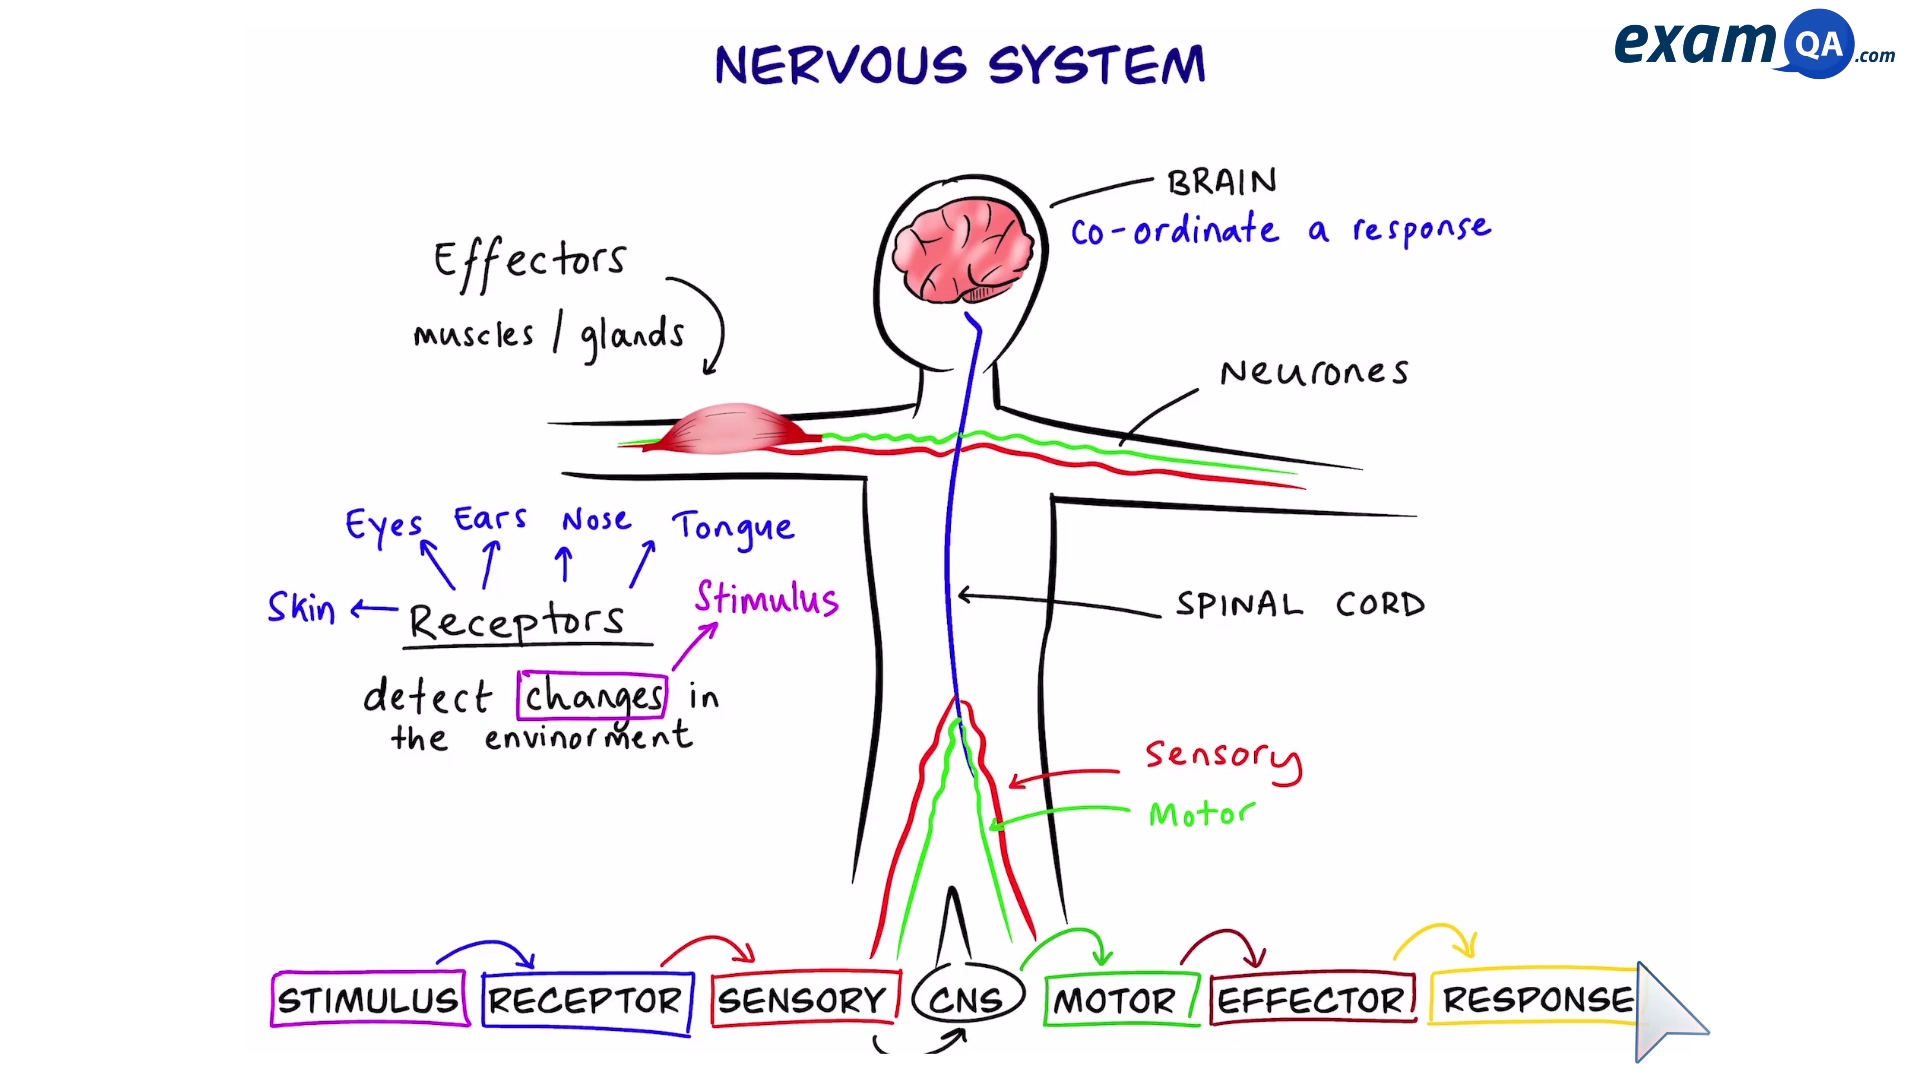 NERVOUS SYSTEM
examQA.com
BRAIN
co-ordinate a response
Effectors
muscles / glands
Neurones
Eyes Ears Nose Tongue
Skin
Receptors
Stimulus
detect changes in
the envinorment
SPINAL CORD
Sensory
Motor
STIMULUS RECEPTOR SENSORY CNS MOTOR EFFECTOR RESPONSE